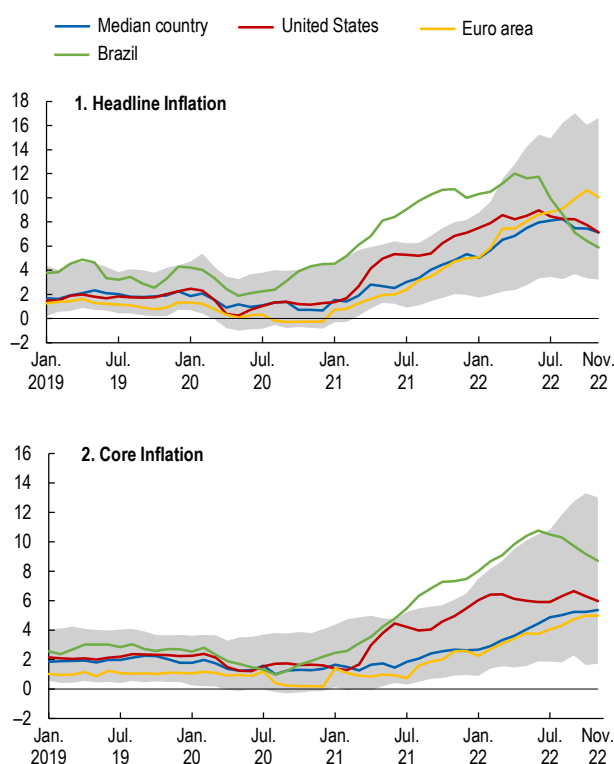 Median country United States Euro area
Brazil
1. Headline Inflation
18
16
14
12
10
8
6
4
2
0
–2
Jan. Jul. Jan. Jul. Jan. Jul. Jan. Jul. Nov.
2019 19 20 20 21 21 22 22 22
2. Core Inflation
16
14
12
10
8
6
4
2
0
–2
Jan. Jul. Jan. Jul. Jan. Jul. Jan. Jul. Nov.
2019 19 20 20 21 21 22 22 22